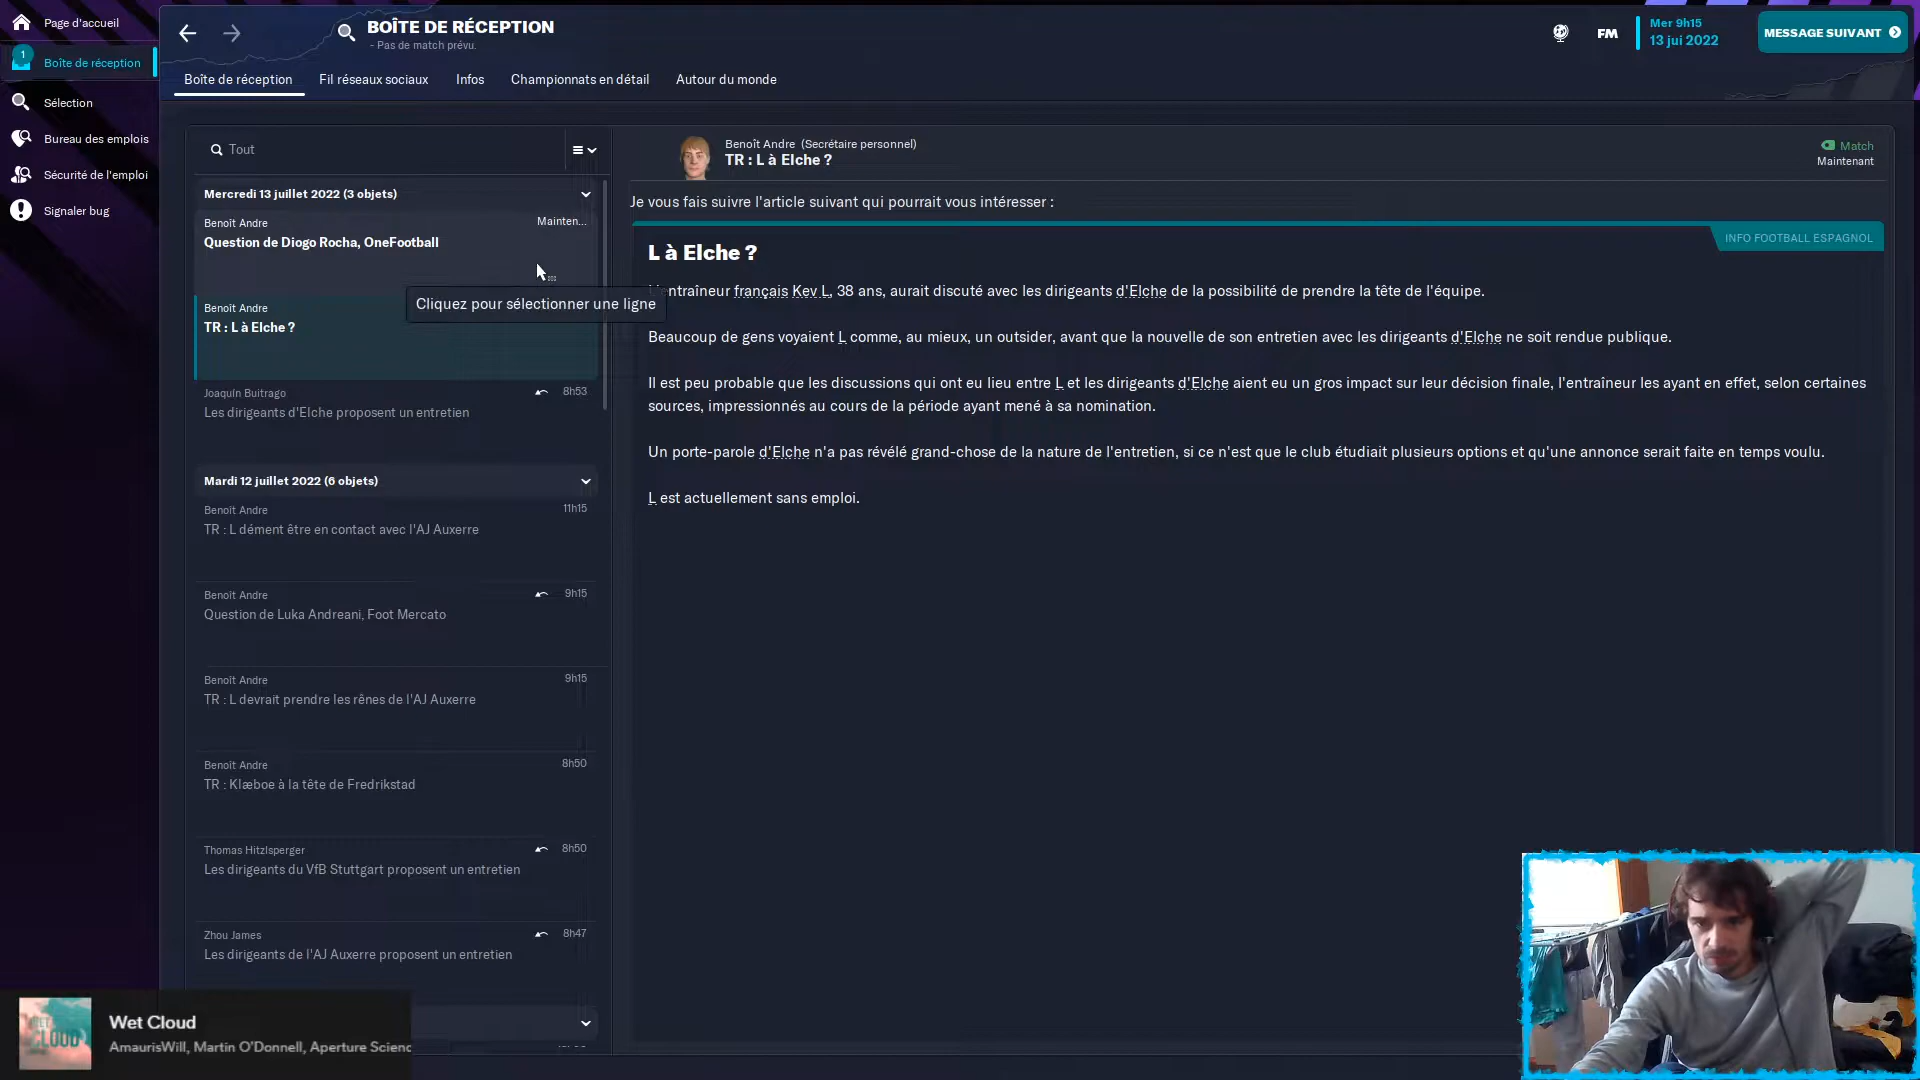 Page d'accueil
1
Boîte de réception
Sélection
Bureau des emplois
Sécurité de l'emploi
Signaler bug
BOÎTE DE RÉCEPTION
- Pas de match prévu.
FM
Mer 9h15
13 jui 2022
MESSAGE SUIVANT
Boîte de réception
Fil réseaux sociaux
Infos
Championnats en détail
Autour du monde
Tout
Mercredi 13 juillet 2022 (3 objets)
Benoît Andre
Mainten...
Question de Diogo Rocha, OneFootball
Cliquez pour sélectionner une ligne
Benoît Andre
TR : L à Elche ?
Joaquín Buitrago
8h53
Les dirigeants d'Elche proposent un entretien
Mardi 12 juillet 2022 (6 objets)
Benoît Andre
11h15
TR : L dément être en contact avec l'AJ Auxerre
Benoît Andre
9h15
Question de Luka Andreani, Foot Mercato
Benoît Andre
9h15
TR : L devrait prendre les rênes de l'AJ Auxerre
Benoît Andre
8h50
TR : Klæboe à la tête de Fredrikstad
Thomas Hitzlsperger
8h50
Les dirigeants du VfB Stuttgart proposent un entretien
Zhou James
8h47
Les dirigeants de l'AJ Auxerre proposent un entretien
Benoît Andre (Secrétaire personnel)
TR : L à Elche ?
Match
Maintenant
Je vous fais suivre l'article suivant qui pourrait vous intéresser :
INFO FOOTBALL ESPAGNOL
L à Elche ?
entraîneur français Kev L, 38 ans, aurait discuté avec les dirigeants d'Elche de la possibilité de prendre la tête de l'équipe.
Beaucoup de gens voyaient L comme, au mieux, un outsider, avant que la nouvelle de son entretien avec les dirigeants d'Elche ne soit rendue publique.
Il est peu probable que les discussions qui ont eu lieu entre L et les dirigeants d'Elche aient eu un gros impact sur leur décision finale, l'entraîneur les ayant en effet, selon certaines
sources, impressionnés au cours de la période ayant mené à sa nomination.
Un porte-parole d'Elche n'a pas révélé grand-chose de la nature de l'entretien, si ce n'est que le club étudiait plusieurs options et qu'une annonce serait faite en temps voulu.
L est actuellement sans emploi.
Wet Cloud
AmaurisWill, Martin O'Donnell, Aperture Scienc